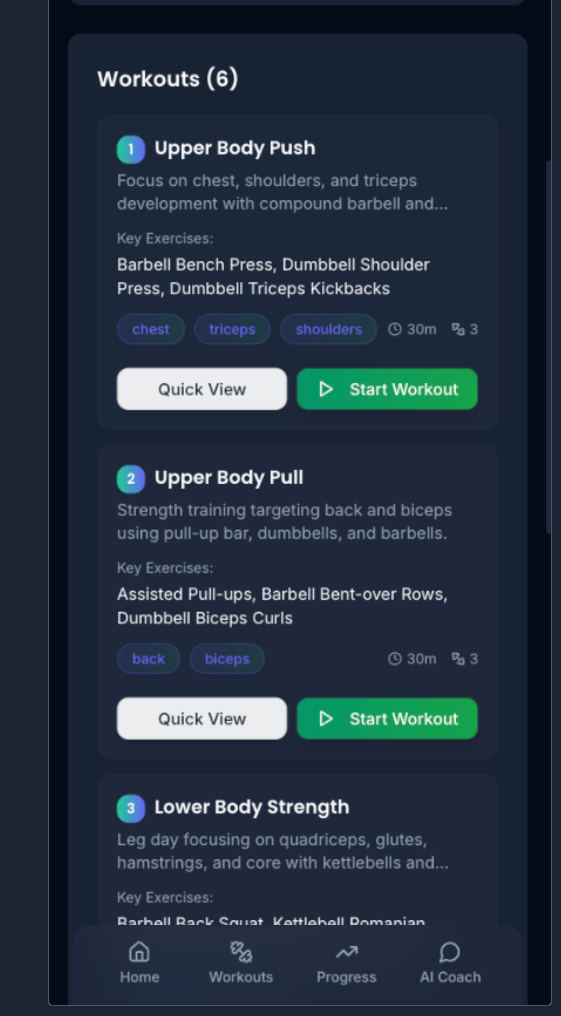 Workouts (6)
1 Upper Body Push
Focus on chest, shoulders, and triceps
development with compound barbell and...
Key Exercises:
Barbell Bench Press, Dumbbell Shoulder
Press, Dumbbell Triceps Kickbacks
chest triceps shoulders 30m 3
Quick View Start Workout
2 Upper Body Pull
Strength training targeting back and biceps
using pull-up bar, dumbbells, and barbells.
Key Exercises:
Assisted Pull-ups, Barbell Bent-over Rows,
Dumbbell Biceps Curls
back biceps 30m 3
Quick View Start Workout
3 Lower Body Strength
Leg day focusing on quadriceps, glutes,
hamstrings, and core with kettlebells and...
Key Exercises:
Barbell Back Squat, Kettlebell Romanian
Home Workouts Progress AI Coach